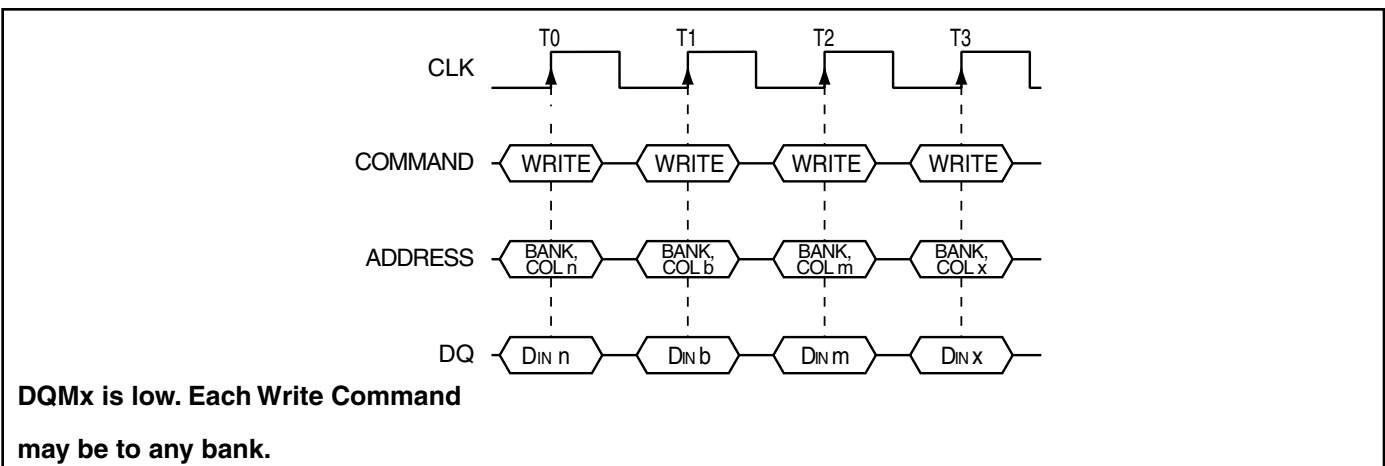 T0 T1 T2 T3
CLK
COMMAND WRITE WRITE WRITE WRITE
ADDRESS BANK, COL n BANK, COL b BANK, COL m BANK, COL x
DQ DIN n DIN b DIN m DIN x
DQMx is low. Each Write Command
may be to any bank.